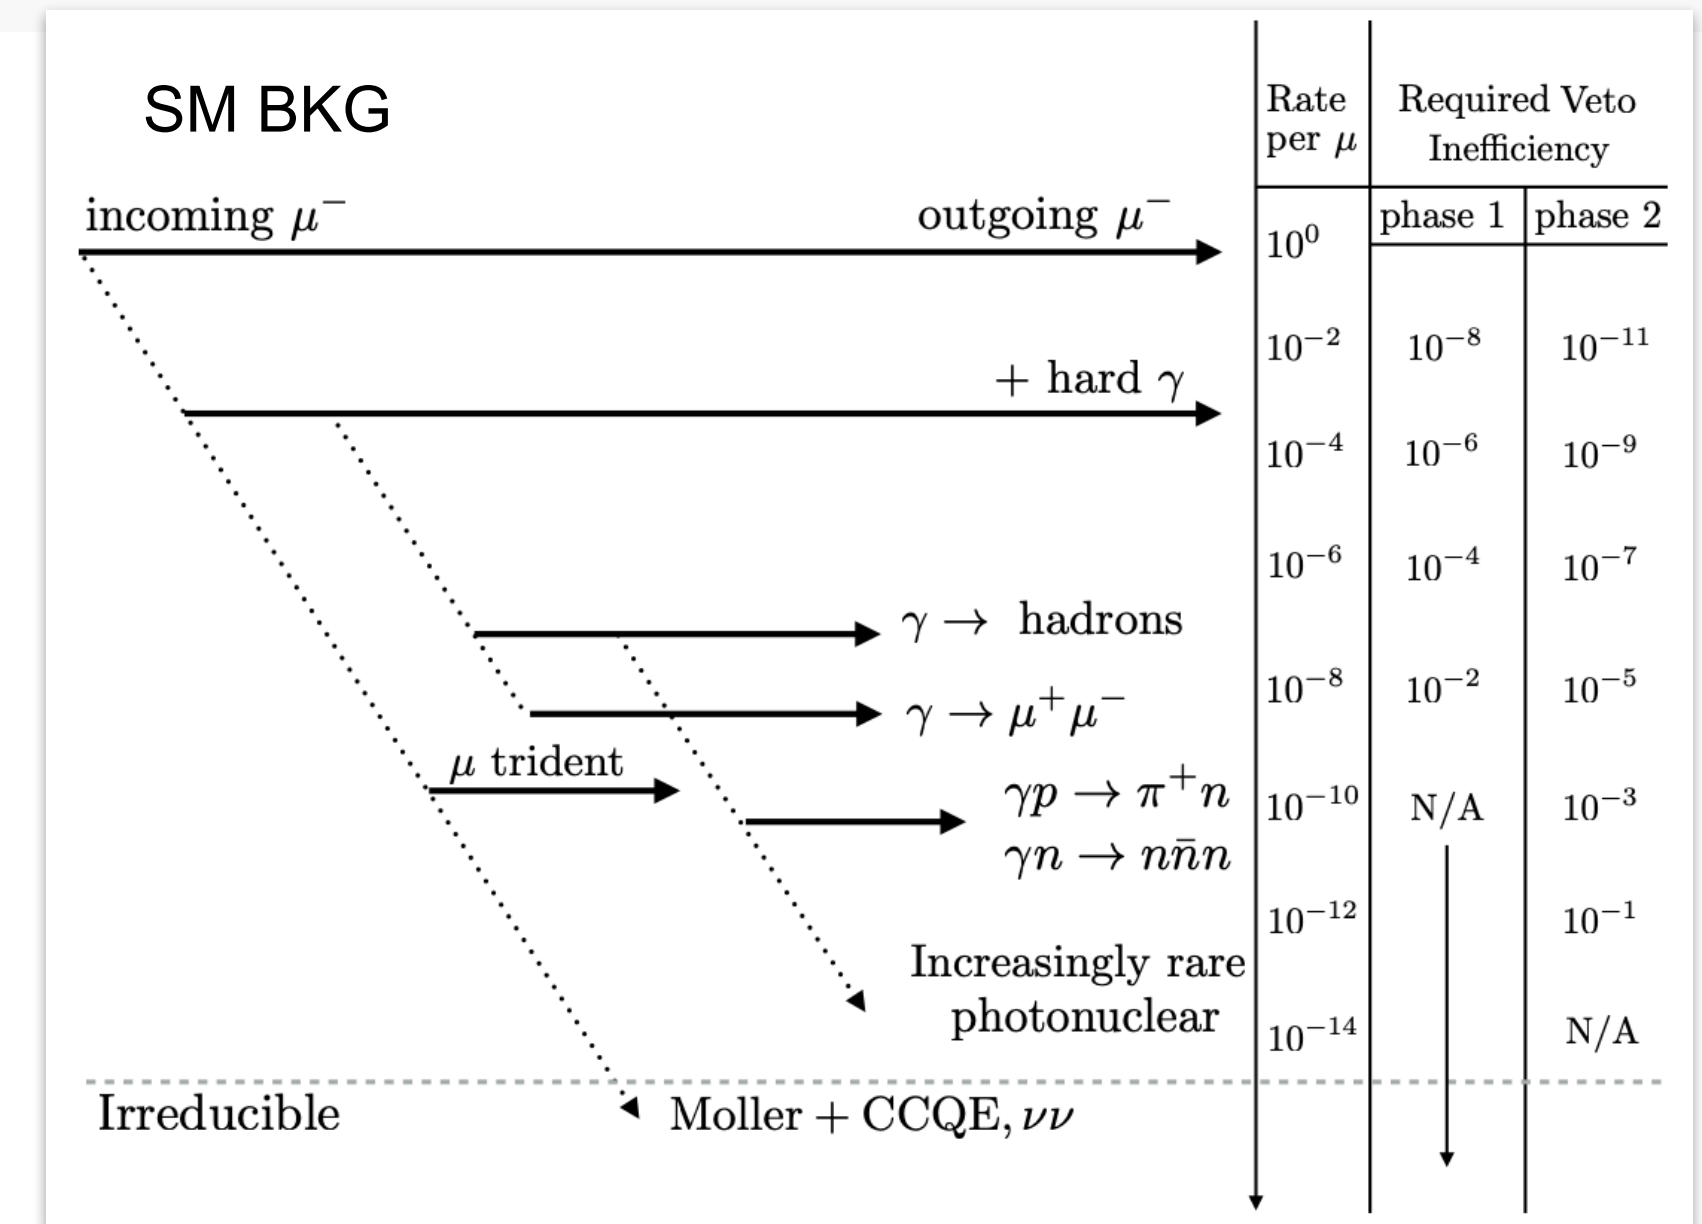 SM BKG
Rate per μ
Required Veto Inefficiency
incoming μ⁻
outgoing μ⁻
phase 1
phase 2
10⁰
10⁻² 10⁻⁸ 10⁻¹¹
+ hard γ
10⁻⁴ 10⁻⁶ 10⁻⁹
10⁻⁶ 10⁻⁴ 10⁻⁷
γ → hadrons
10⁻⁸ 10⁻² 10⁻⁵
γ → μ⁺μ⁻
μ trident
γp → π⁺n
10⁻¹⁰ N/A 10⁻³
γn → nn̄n
10⁻¹² 10⁻¹
Increasingly rare
photonuclear
10⁻¹⁴ N/A
Irreducible
Moller + CCQE, νν